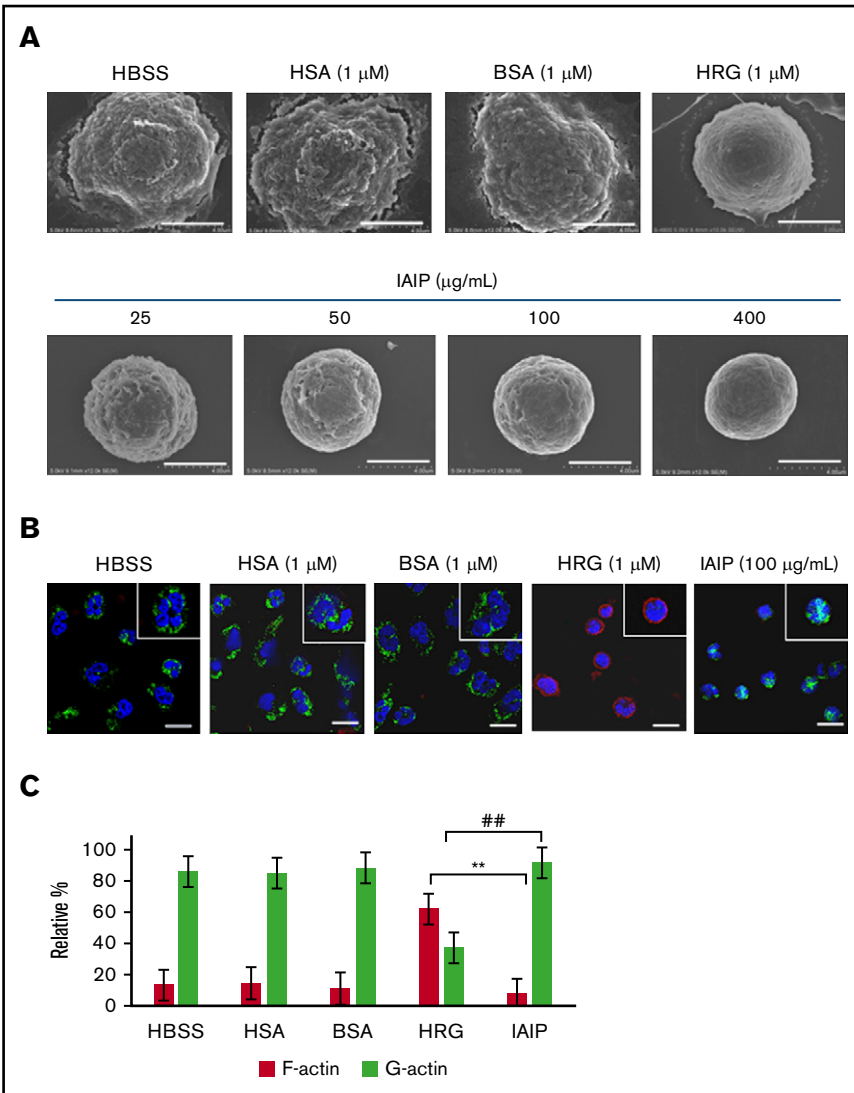 A
HBSS HSA (1 μM) BSA (1 μM) HRG (1 μM)
IAIP (μg/mL)
25 50 100 400
B
HBSS HSA (1 μM) BSA (1 μM) HRG (1 μM) IAIP (100 μg/mL)
C
##
**
Relative %
100
80
60
40
20
0
HBSS HSA BSA HRG IAIP
F-actin G-actin